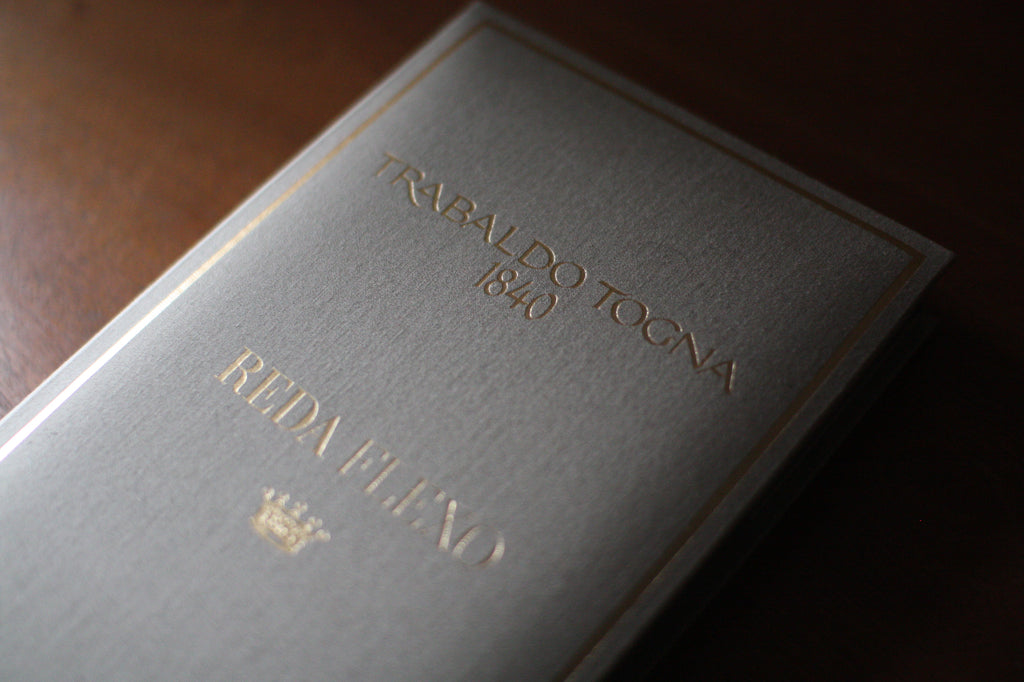 TRABALDO TOGNA
1840
REDA FLEXO